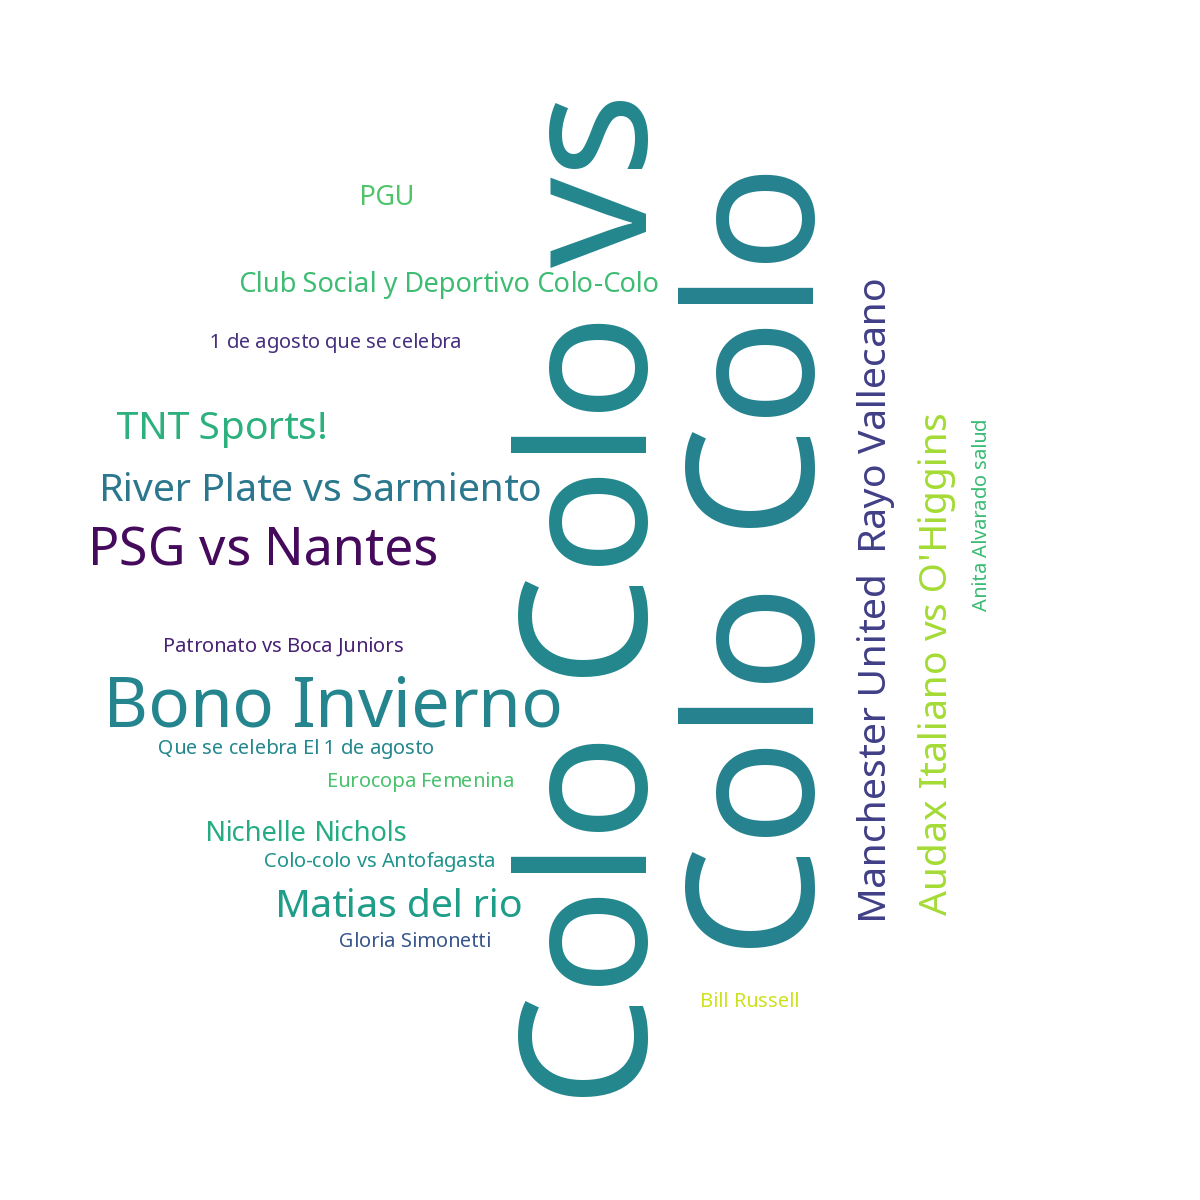 PGU
Club Social y Deportivo Colo-Colo
1 de agosto que se celebra
TNT Sports!
River Plate vs Sarmiento
PSG vs Nantes
Patronato vs Boca Juniors
Bono Invierno
Que se celebra El 1 de agosto
Eurocopa Femenina
Nichelle Nichols
Colo-colo vs Antofagasta
Matias del rio
Gloria Simonetti
Colo Colo vs
Colo Colo
Manchester United  Rayo Vallecano
Audax Italiano vs O'Higgins
Anita Alvarado salud
Bill Russell